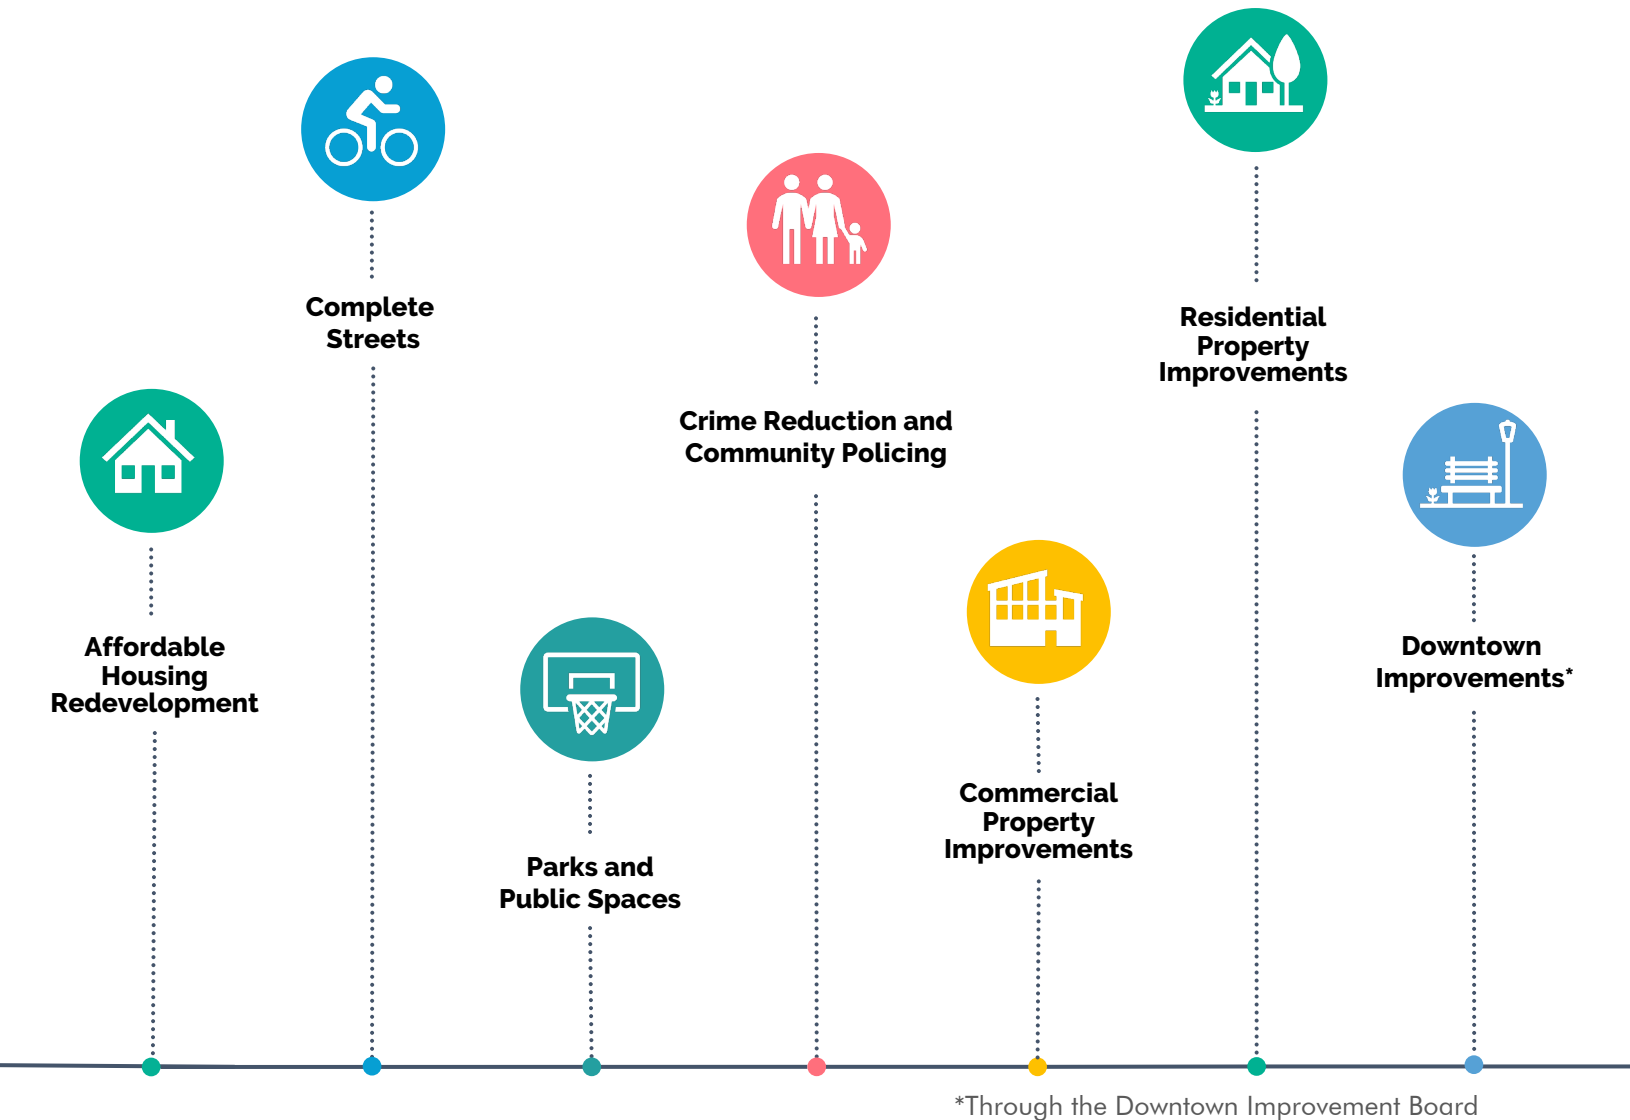 Affordable
Housing
Redevelopment
Complete
Streets
Parks and
Public Spaces
Crime Reduction and
Community Policing
Commercial
Property
Improvements
Residential
Property
Improvements
Downtown
Improvements*
*Through the Downtown Improvement Board